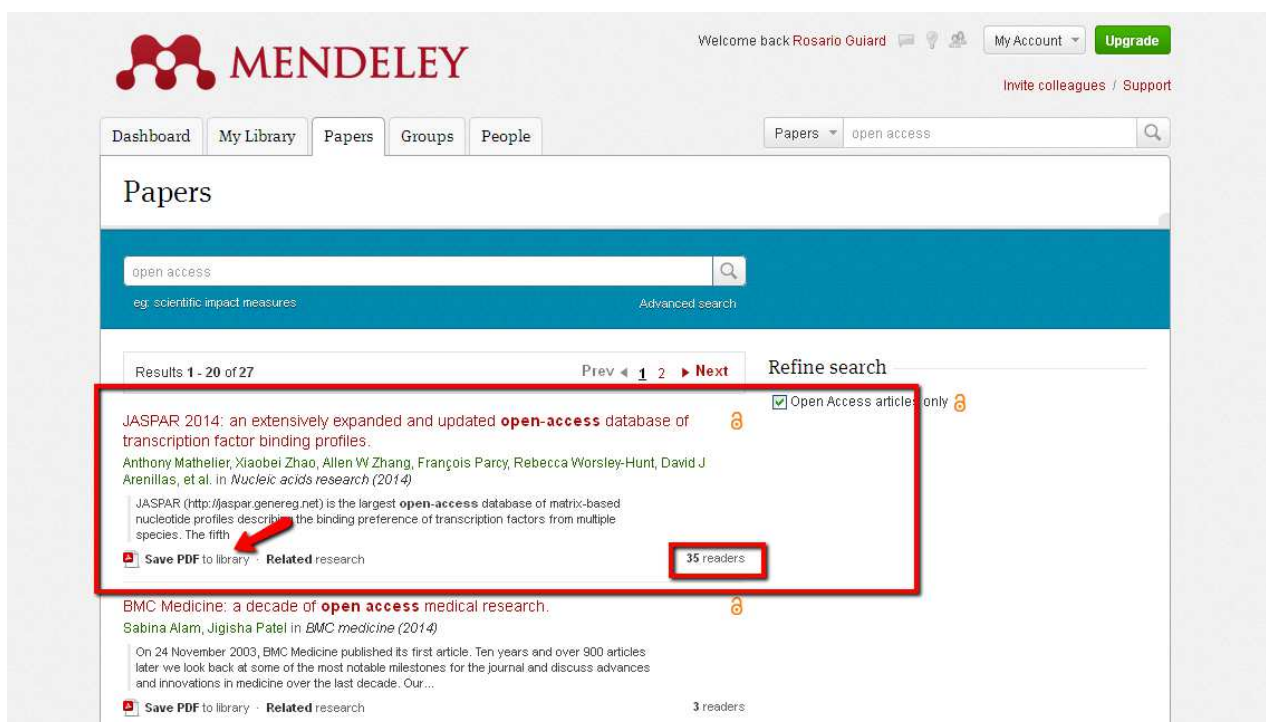 MENDELEY
Welcome back Rosario Guiard
My Account
Upgrade
Invite colleagues / Support
Dashboard
My Library
Papers
Groups
People
Papers
open access
Papers
open access
eg: scientific impact measures
Advanced search
Results 1 - 20 of 27
Prev 1 2 Next
Refine search
Open Access articles only
JASPAR 2014: an extensively expanded and updated open-access database of
transcription factor binding profiles.
Anthony Mathelier, Xiaobei Zhao, Allen W Zhang, François Parcy, Rebecca Worsley-Hunt, David J
Arenillas, et al. in Nucleic acids research (2014)
JASPAR (http://jaspar.genereg.net) is the largest open-access database of matrix-based
nucleotide profiles describing the binding preference of transcription factors from multiple
species. The fifth
Save PDF to library · Related research
35 readers
BMC Medicine: a decade of open access medical research.
Sabina Alam, Jigisha Patel in BMC medicine (2014)
On 24 November 2003, BMC Medicine published its first article. Ten years and over 900 articles
later we look back at some of the most notable milestones for the journal and discuss advances
and innovations in medicine over the last decade. Our...
Save PDF to library · Related research
3 readers